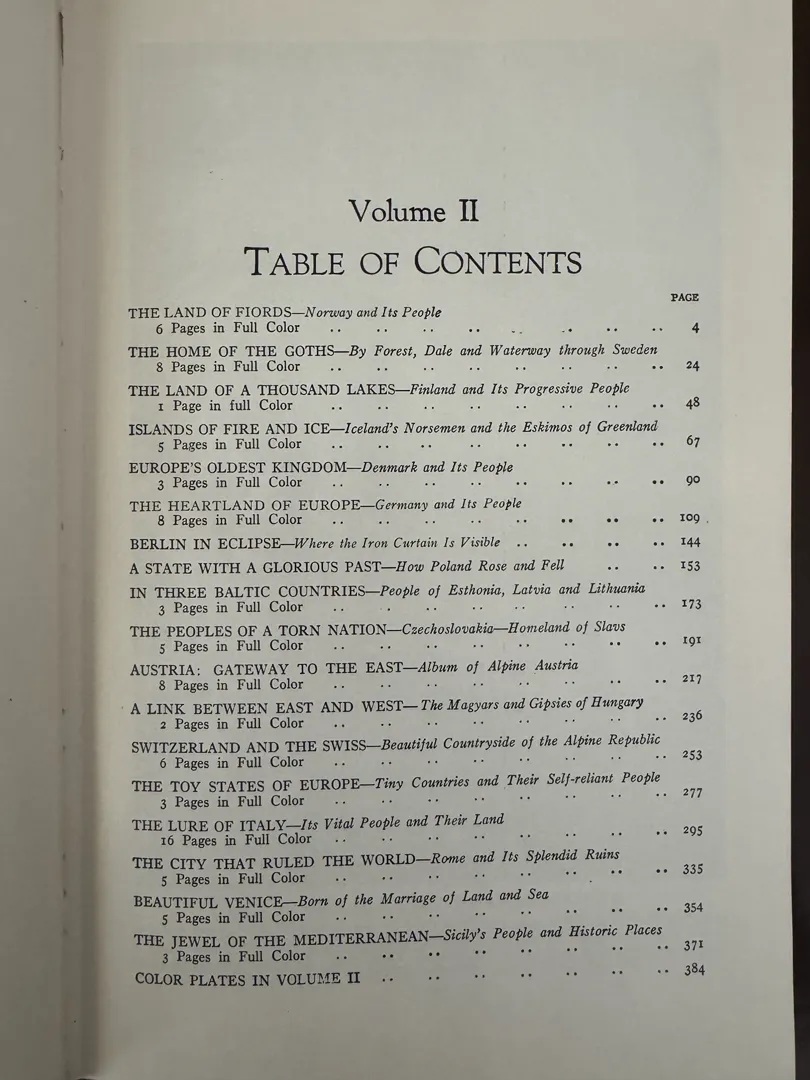 Volume II
TABLE OF CONTENTS
PAGE
THE LAND OF FIORDS—Norway and Its People
6 Pages in Full Color .. .. .. .. .. .. .. .. 4
THE HOME OF THE GOTHS—By Forest, Dale and Waterway through Sweden
8 Pages in Full Color .. .. .. .. .. .. .. .. 24
THE LAND OF A THOUSAND LAKES—Finland and Its Progressive People
1 Page in full Color .. .. .. .. .. .. .. .. 48
ISLANDS OF FIRE AND ICE—Iceland's Norsemen and the Eskimos of Greenland
5 Pages in Full Color .. .. .. .. .. .. .. .. 67
EUROPE'S OLDEST KINGDOM—Denmark and Its People
3 Pages in Full Color .. .. .. .. .. .. .. .. 90
THE HEARTLAND OF EUROPE—Germany and Its People
8 Pages in Full Color .. .. .. .. .. .. .. .. 109
BERLIN IN ECLIPSE—Where the Iron Curtain Is Visible .. .. .. .. 144
A STATE WITH A GLORIOUS PAST—How Poland Rose and Fell .. .. 153
IN THREE BALTIC COUNTRIES—People of Esthonia, Latvia and Lithuania
3 Pages in Full Color .. . .. .. .. .. .. .. 173
THE PEOPLES OF A TORN NATION—Czechoslovakia—Homeland of Slavs
5 Pages in Full Color .. .. .. .. .. .. .. .. 191
AUSTRIA: GATEWAY TO THE EAST—Album of Alpine Austria
8 Pages in Full Color .. .. .. .. .. .. .. .. 217
A LINK BETWEEN EAST AND WEST—The Magyars and Gipsies of Hungary
2 Pages in Full Color .. .. .. .. .. .. .. .. 236
SWITZERLAND AND THE SWISS—Beautiful Countryside of the Alpine Republic
6 Pages in Full Color .. .. .. .. .. .. .. .. 253
THE TOY STATES OF EUROPE—Tiny Countries and Their Self-reliant People
3 Pages in Full Color .. .. .. .. .. .. .. .. 277
THE LURE OF ITALY—Its Vital People and Their Land
16 Pages in Full Color .. .. .. .. .. .. .. .. 295
THE CITY THAT RULED THE WORLD—Rome and Its Splendid Ruins
5 Pages in Full Color .. .. .. .. .. .. .. .. 335
BEAUTIFUL VENICE—Born of the Marriage of Land and Sea
5 Pages in Full Color .. .. .. .. .. .. .. .. 354
THE JEWEL OF THE MEDITERRANEAN—Sicily's People and Historic Places
3 Pages in Full Color .. .. .. .. .. .. .. .. 371
COLOR PLATES IN VOLUME II .. .. .. .. .. .. .. 384